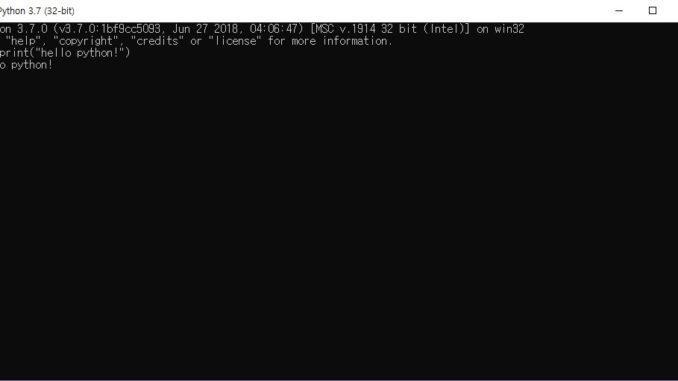 Python 3.7 (32-bit)
on 3.7.0 (v3.7.0:1bf9cc5093, Jun 27 2018, 04:06:47) [MSC v.1914 32 bit (Intel)] on win32
"help", "copyright", "credits" or "license" for more information.
print("hello python!")
o python!